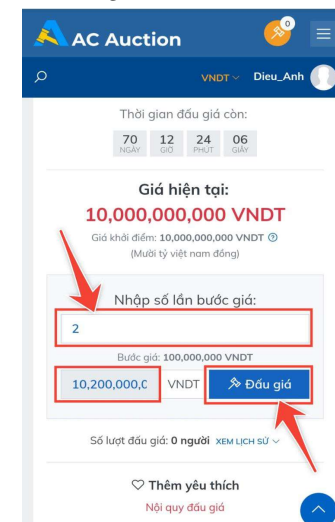 AC Auction
0
VNDT Dieu_Anh
Thời gian đấu giá còn:
70 12 24 06
NGÀY GIỜ PHÚT GIÂY
Giá hiện tại:
10,000,000,000 VNDT
Giá khởi điểm: 10,000,000,000 VNDT
(Mười tỷ việt nam đồng)
Nhập số lần bước giá:
2
Bước giá: 100,000,000 VNDT
10,200,000,0 VNDT Đấu giá
Số lượt đấu giá: 0 người XEM LỊCH SỬ
Thêm yêu thích
Nội quy đấu giá